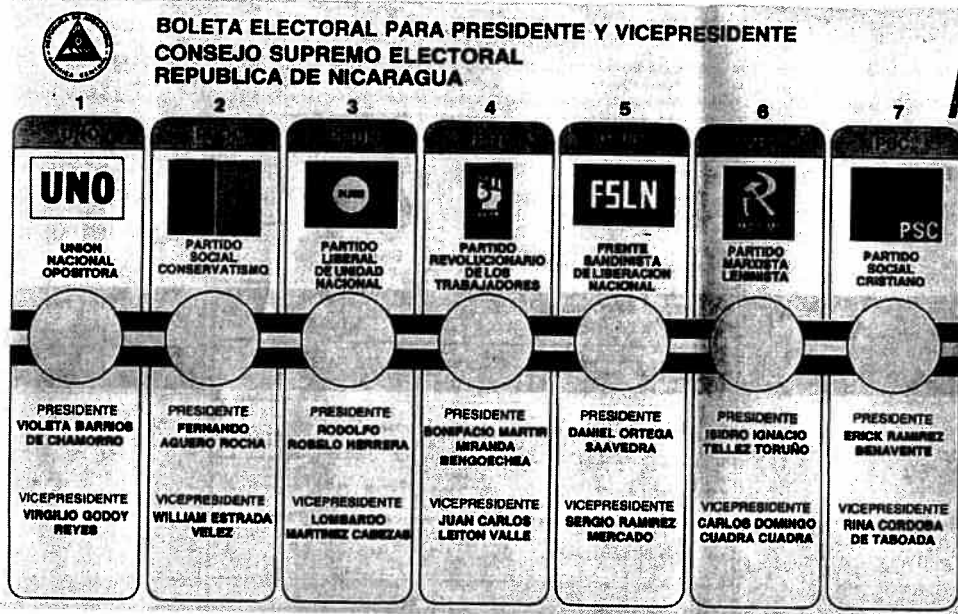 BOLETA ELECTORAL PARA PRESIDENTE Y VICEPRESIDENTE
CONSEJO SUPREMO ELECTORAL
REPUBLICA DE NICARAGUA
1
UNO
UNO
UNION
NACIONAL
OPOSITORA
PRESIDENTE
VIOLETA BARRIOS
DE CHAMORRO
VICEPRESIDENTE
VIRGILIO GODOY
REYES
2
PARTIDO
SOCIAL
CONSERVATISMO
PRESIDENTE
FERNANDO
AGUERO ROCHA
VICEPRESIDENTE
WILLIAM ESTRADA
VELEZ
3
PARTIDO
LIBERAL
DE UNIDAD
NACIONAL
PRESIDENTE
RODOLFO
ROBELO HERRERA
VICEPRESIDENTE
LOMBARDO
MARTINEZ CABEZAS
4
PARTIDO
REVOLUCIONARIO
DE LOS
TRABAJADORES
PRESIDENTE
BONIFACIO MARTIR
MIRANDA
BENGOECHEA
VICEPRESIDENTE
JUAN CARLOS
LEITON VALLE
5
FSLN
FRENTE
SANDINISTA
DE LIBERACION
NACIONAL
PRESIDENTE
DANIEL ORTEGA
SAAVEDRA
VICEPRESIDENTE
SERGIO RAMIREZ
MERCADO
6
PARTIDO
MARXISTA
LENINISTA
PRESIDENTE
ISIDRO IGNACIO
TELLEZ TORUÑO
VICEPRESIDENTE
CARLOS DOMINGO
CUADRA CUADRA
7
PSC
PSC
PARTIDO
SOCIAL
CRISTIANO
PRESIDENTE
ERICK RAMIREZ
BENAVENTE
VICEPRESIDENTE
RINA CORDOBA
DE TABOADA